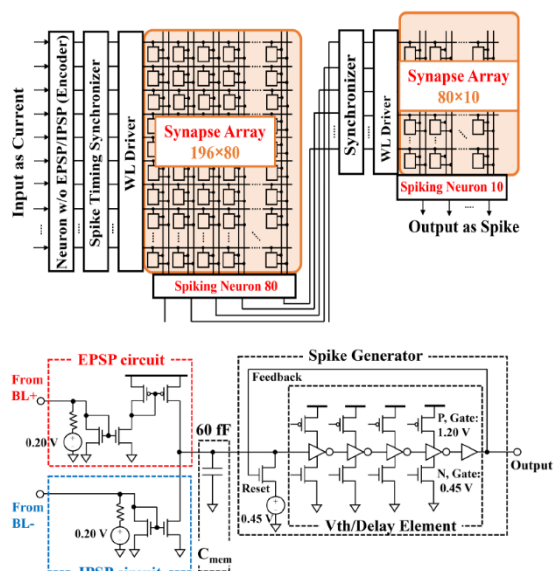 Input as Current
Neuron w/o EPSP/IPSP (Encoder)
Spike Timing Synchronizer
WL Driver
Synapse Array
196×80
Spiking Neuron 80
Synchronizer
WL Driver
Synapse Array
80×10
Spiking Neuron 10
Output as Spike
EPSP circuit
From
BL+
0.20 V
From
BL-
0.20 V
IPSP circuit
60 fF
Cmem
Spike Generator
Feedback
Reset
0.45 V
P, Gate:
1.20 V
N, Gate:
0.45 V
Vth/Delay Element
Output